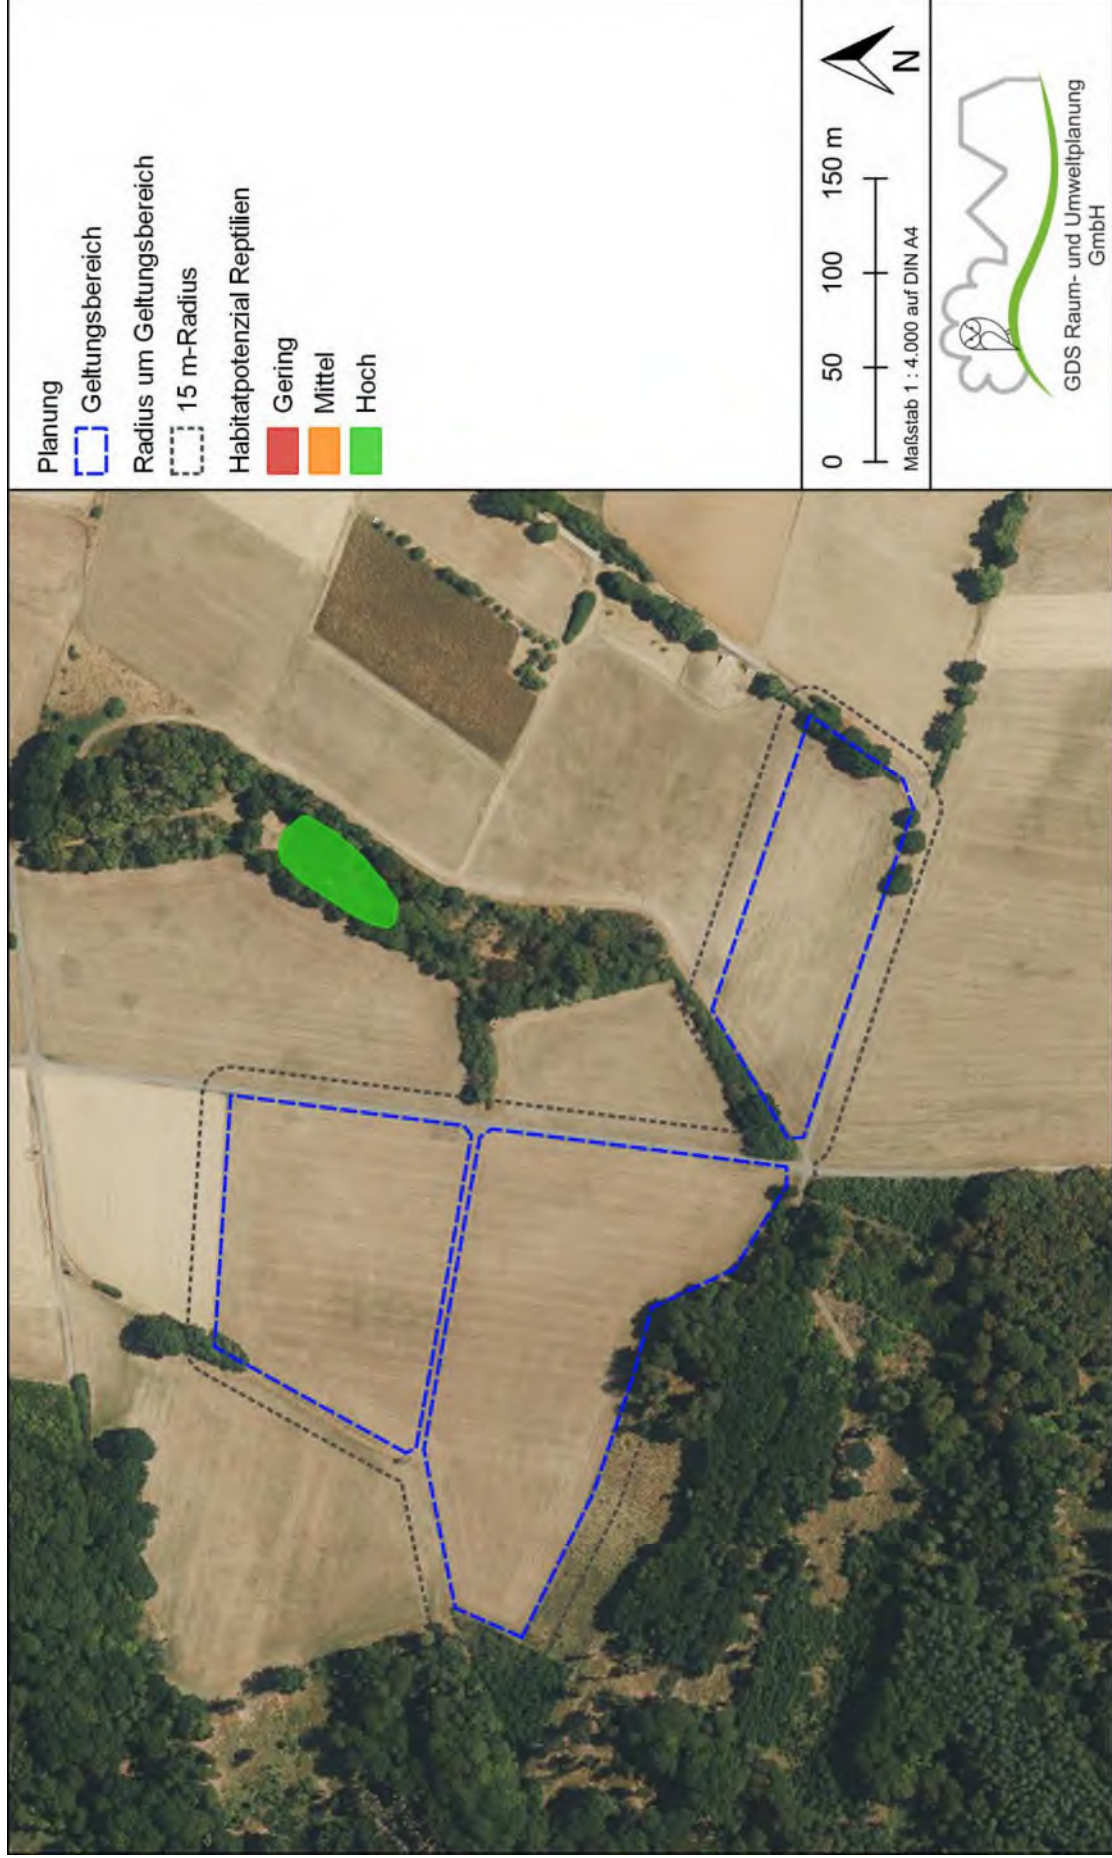 Planung
Geltungsbereich
Radius um Geltungsbereich
15 m-Radius
Habitatpotenzial Reptilien
Gering
Mittel
Hoch
0 50 100 150 m
Maßstab 1 : 4.000 auf DIN A4
N
GDS Raum- und Umweltplanung
GmbH